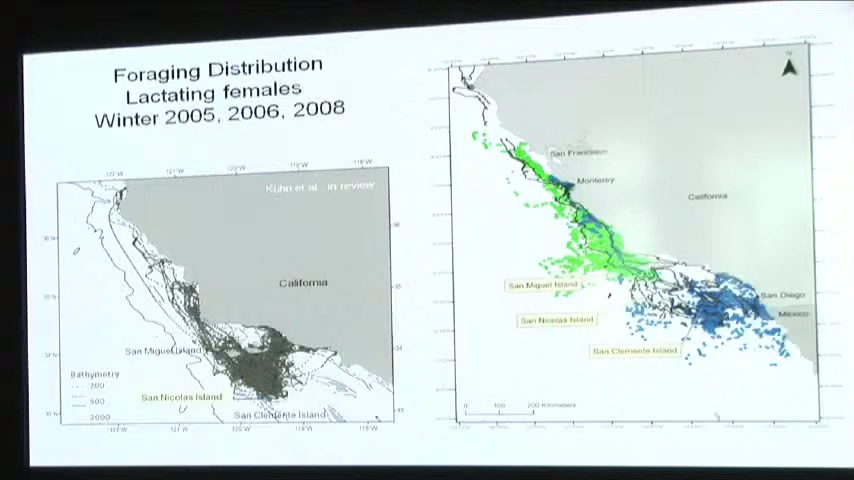 Foraging Distribution
Lactating females
Winter 2005, 2006, 2008
Kuhn et al., in review
California
San Miguel Island
Bathymetry
200
500
2000
San Nicolas Island
San Clemente Island
N
San Francisco
Monterey
California
San Miguel Island
San Diego
Mexico
San Nicolas Island
San Clemente Island
0 100 200 Kilometers